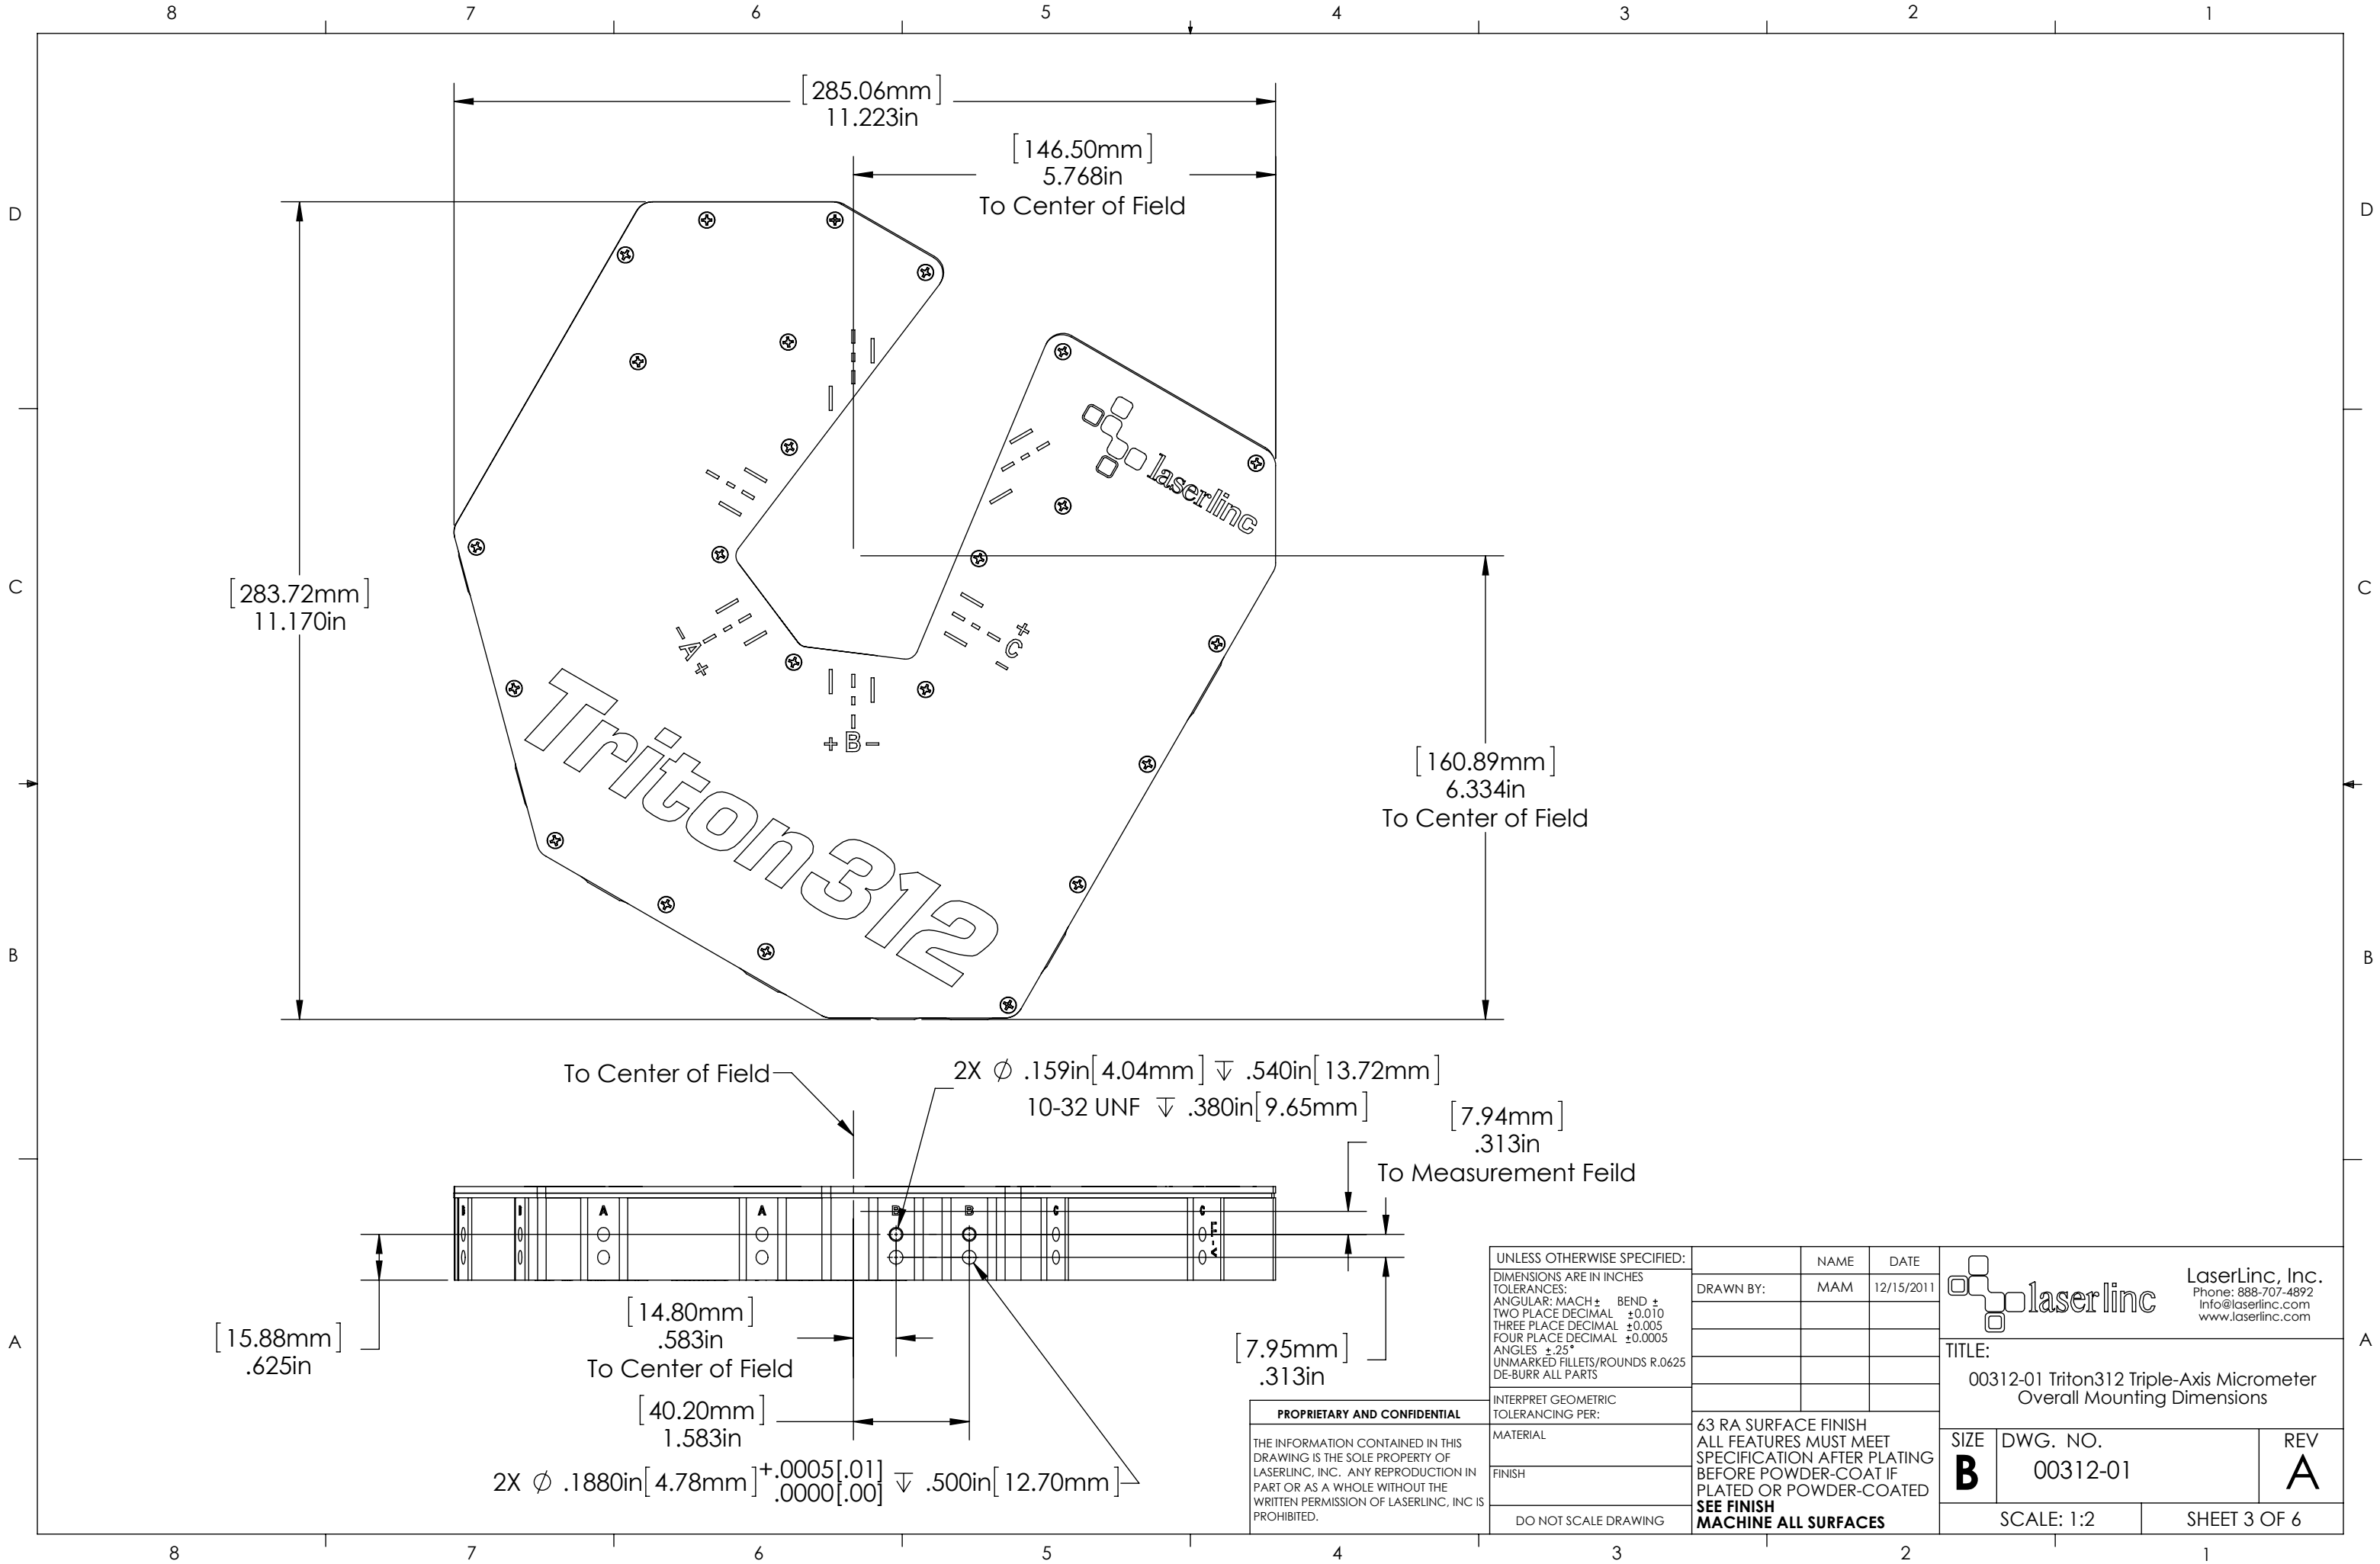 8 7 6 5 4 3 2 1
[285.06mm]
11.223in
[146.50mm]
5.768in
To Center of Field
D D
laserlinc
[283.72mm]
11.170in
C C
- A +
+ C -
+ B -
Triton312
[160.89mm]
6.334in
To Center of Field
B B
To Center of Field
2X ∅ .159in[4.04mm] ↧ .540in[13.72mm]
10-32 UNF ↧ .380in[9.65mm]
[7.94mm]
.313in
To Measurement Feild
A A B B C C
[15.88mm]
.625in
[14.80mm]
.583in
To Center of Field
[40.20mm]
1.583in
[7.95mm]
.313in
2X ∅ .1880in[4.78mm] +.0005[.01] .0000[.00] ↧ .500in[12.70mm]
A A
PROPRIETARY AND CONFIDENTIAL
THE INFORMATION CONTAINED IN THIS
DRAWING IS THE SOLE PROPERTY OF
LASERLINC, INC. ANY REPRODUCTION IN
PART OR AS A WHOLE WITHOUT THE
WRITTEN PERMISSION OF LASERLINC, INC IS
PROHIBITED.
UNLESS OTHERWISE SPECIFIED:
DIMENSIONS ARE IN INCHES
TOLERANCES:
ANGULAR: MACH± BEND ±
TWO PLACE DECIMAL ±0.010
THREE PLACE DECIMAL ±0.005
FOUR PLACE DECIMAL ±0.0005
ANGLES ±.25°
UNMARKED FILLETS/ROUNDS R.0625
DE-BURR ALL PARTS
INTERPRET GEOMETRIC
TOLERANCING PER:
MATERIAL
FINISH
DO NOT SCALE DRAWING
NAME DATE
DRAWN BY: MAM 12/15/2011
63 RA SURFACE FINISH
ALL FEATURES MUST MEET
SPECIFICATION AFTER PLATING
BEFORE POWDER-COAT IF
PLATED OR POWDER-COATED
SEE FINISH
MACHINE ALL SURFACES
laserlinc
LaserLinc, Inc.
Phone: 888-707-4892
Info@laserlinc.com
www.laserlinc.com
TITLE:
00312-01 Triton312 Triple-Axis Micrometer
Overall Mounting Dimensions
SIZE DWG. NO. REV
B 00312-01 A
SCALE: 1:2 SHEET 3 OF 6
8 7 6 5 4 3 2 1